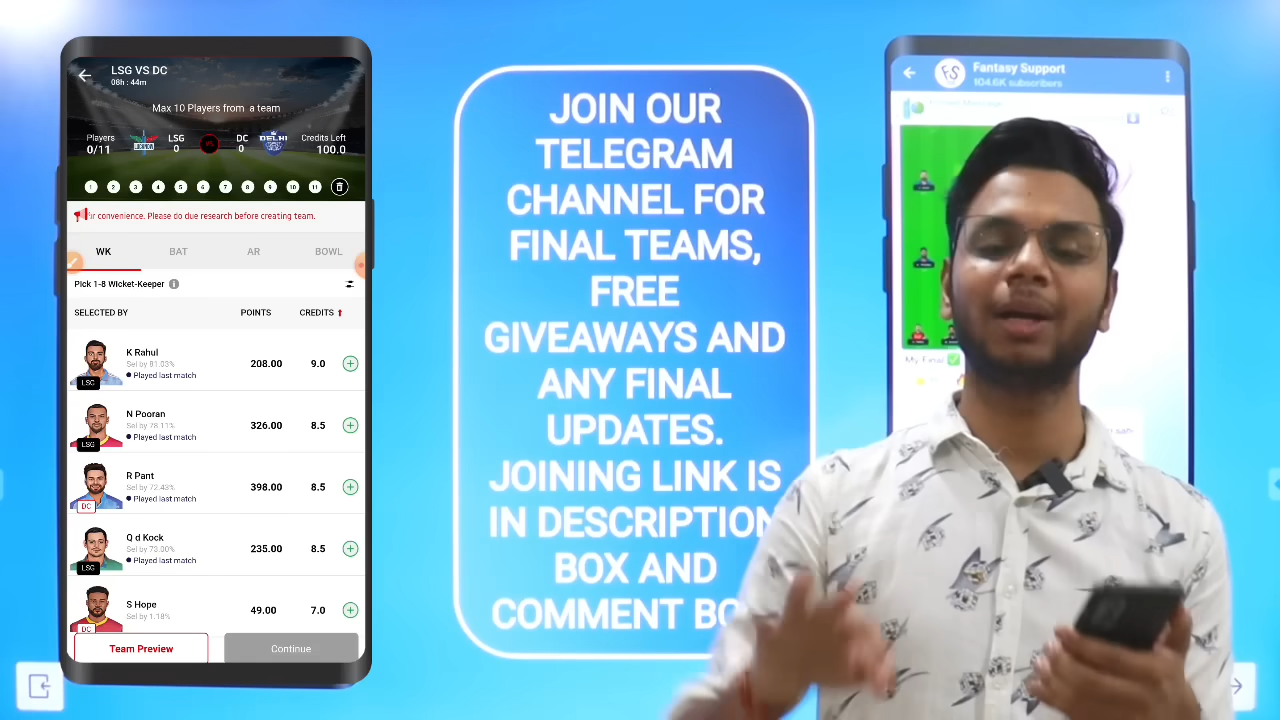 LSG VS DC
08h : 44m
Max 10 Players from a team
Players
0/11
LSG
0
DC
0
DELHI
Credits Left
100.0
1 2 3 4 5 6 7 8 9 10 11
convenience. Please do due research before creating team.
WK BAT AR BOWL
Pick 1-8 Wicket-Keeper
SELECTED BY POINTS CREDITS
K Rahul
Sel by 81.03%
Played last match
LSG
208.00 9.0
N Pooran
Sel by 78.11%
Played last match
LSG
326.00 8.5
R Pant
Sel by 72.43%
Played last match
DC
398.00 8.5
Q d Kock
Sel by 73.00%
Played last match
LSG
235.00 8.5
S Hope
Sel by 1.18%
DC
49.00 7.0
Team Preview Continue
JOIN OUR
TELEGRAM
CHANNEL FOR
FINAL TEAMS,
FREE
GIVEAWAYS AND
ANY FINAL
UPDATES.
JOINING LINK IS
IN DESCRIPTION
BOX AND
COMMENT
FS
Fantasy Support
104.6K subscribers
My Final